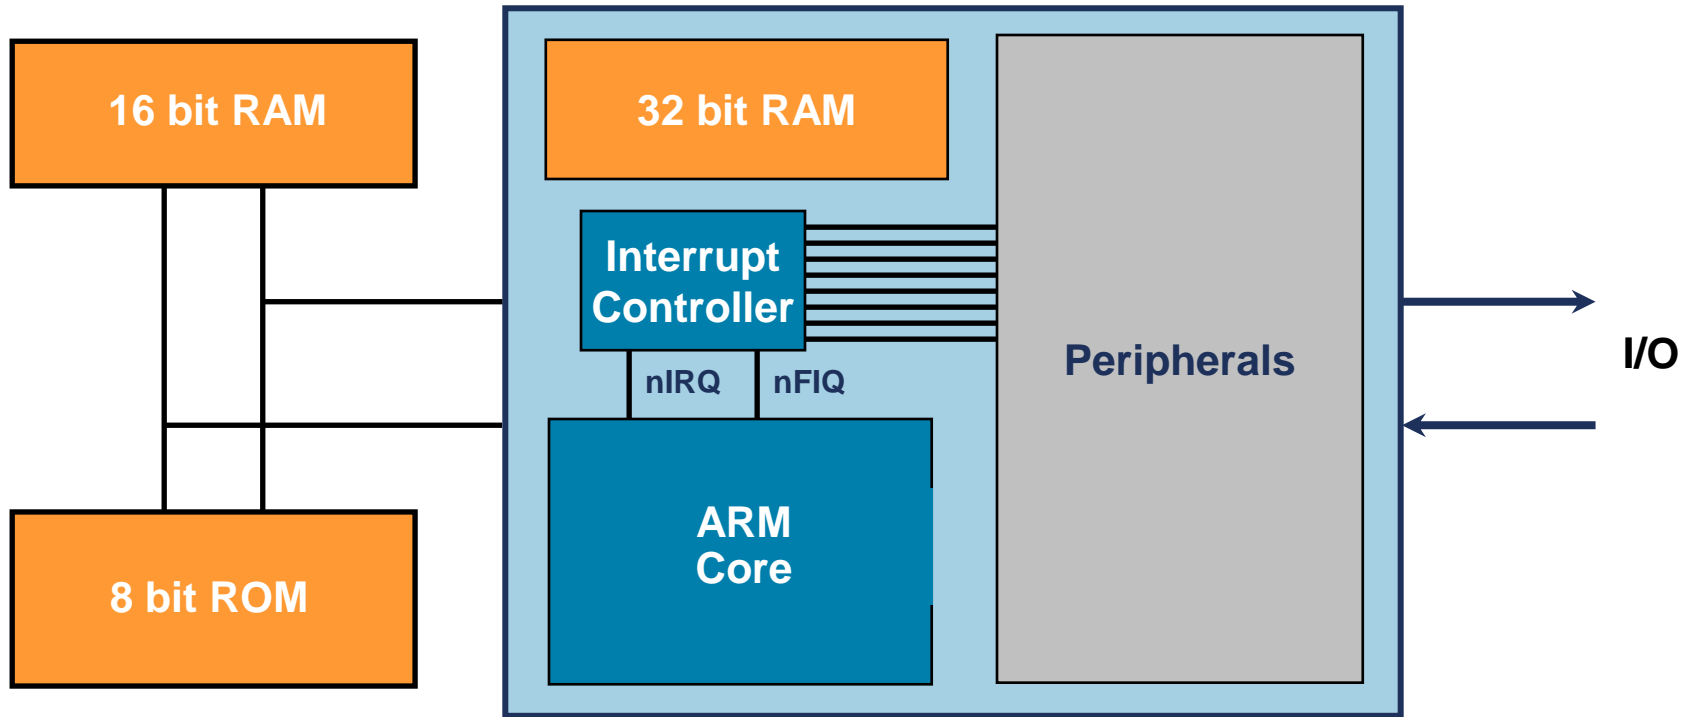 16 bit RAM
32 bit RAM
Interrupt
Controller
nIRQ
nFIQ
Peripherals
I/O
ARM
Core
8 bit ROM